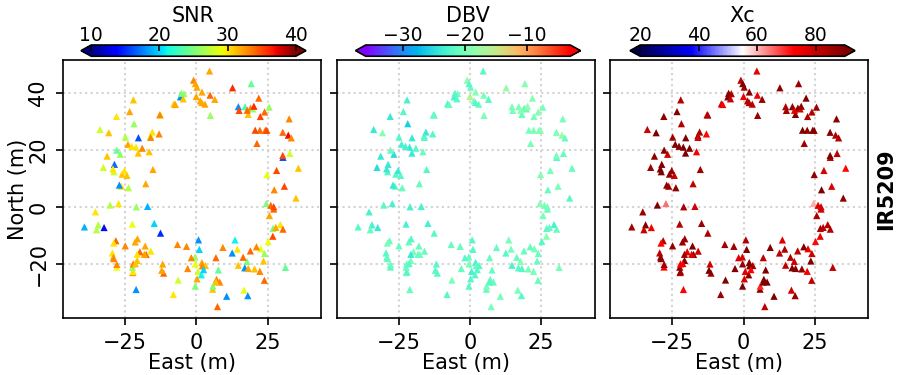 SNR DBV Xc
10 20 30 40 −30 −20 −10 20 40 60 80
40
20
0
−20
North (m)
IR5209
−25 0 25 −25 0 25 −25 0 25
East (m) East (m) East (m)